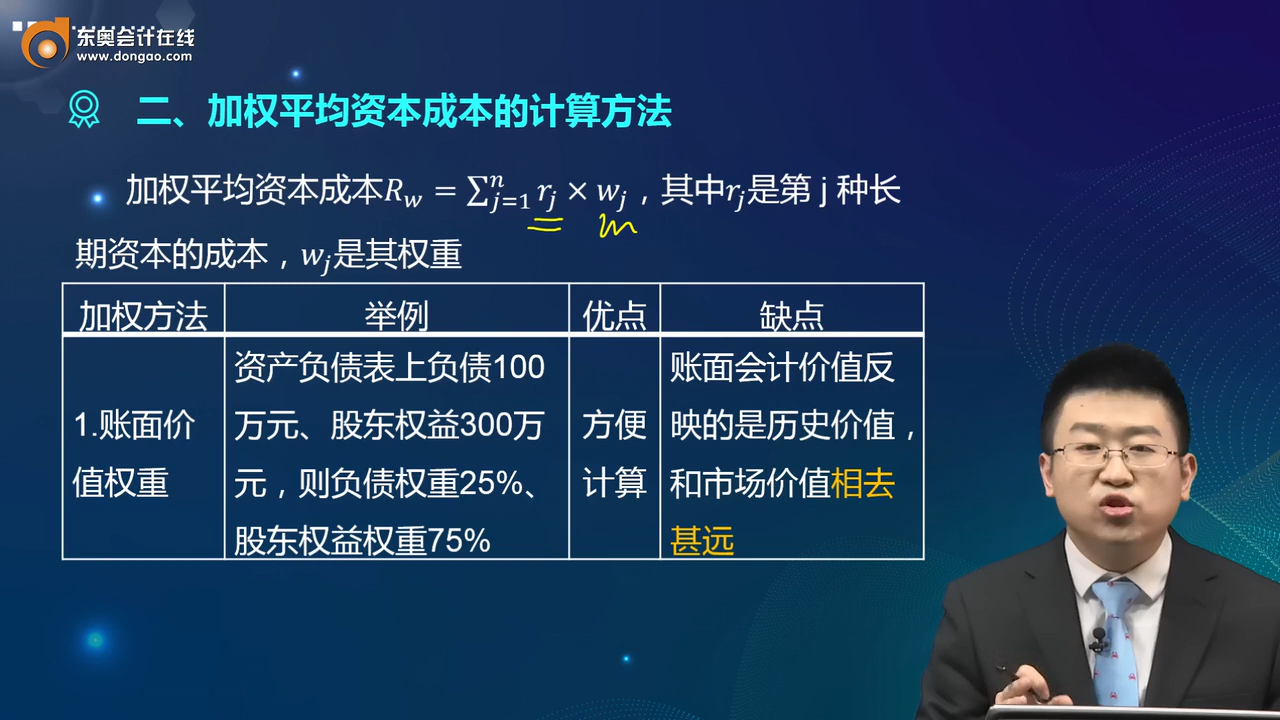 东奥会计在线
www.dongao.com
二、加权平均资本成本的计算方法
加权平均资本成本$R_w = \sum_{j=1}^{n} r_j \times w_j$，其中$r_j$是第 j 种长
期资本的成本，$w_j$是其权重
加权方法 举例 优点 缺点
1.账面价
值权重
资产负债表上负债100
万元、股东权益300万
元，则负债权重25%、
股东权益权重75%
方便
计算
账面会计价值反
映的是历史价值，
和市场价值相去
甚远